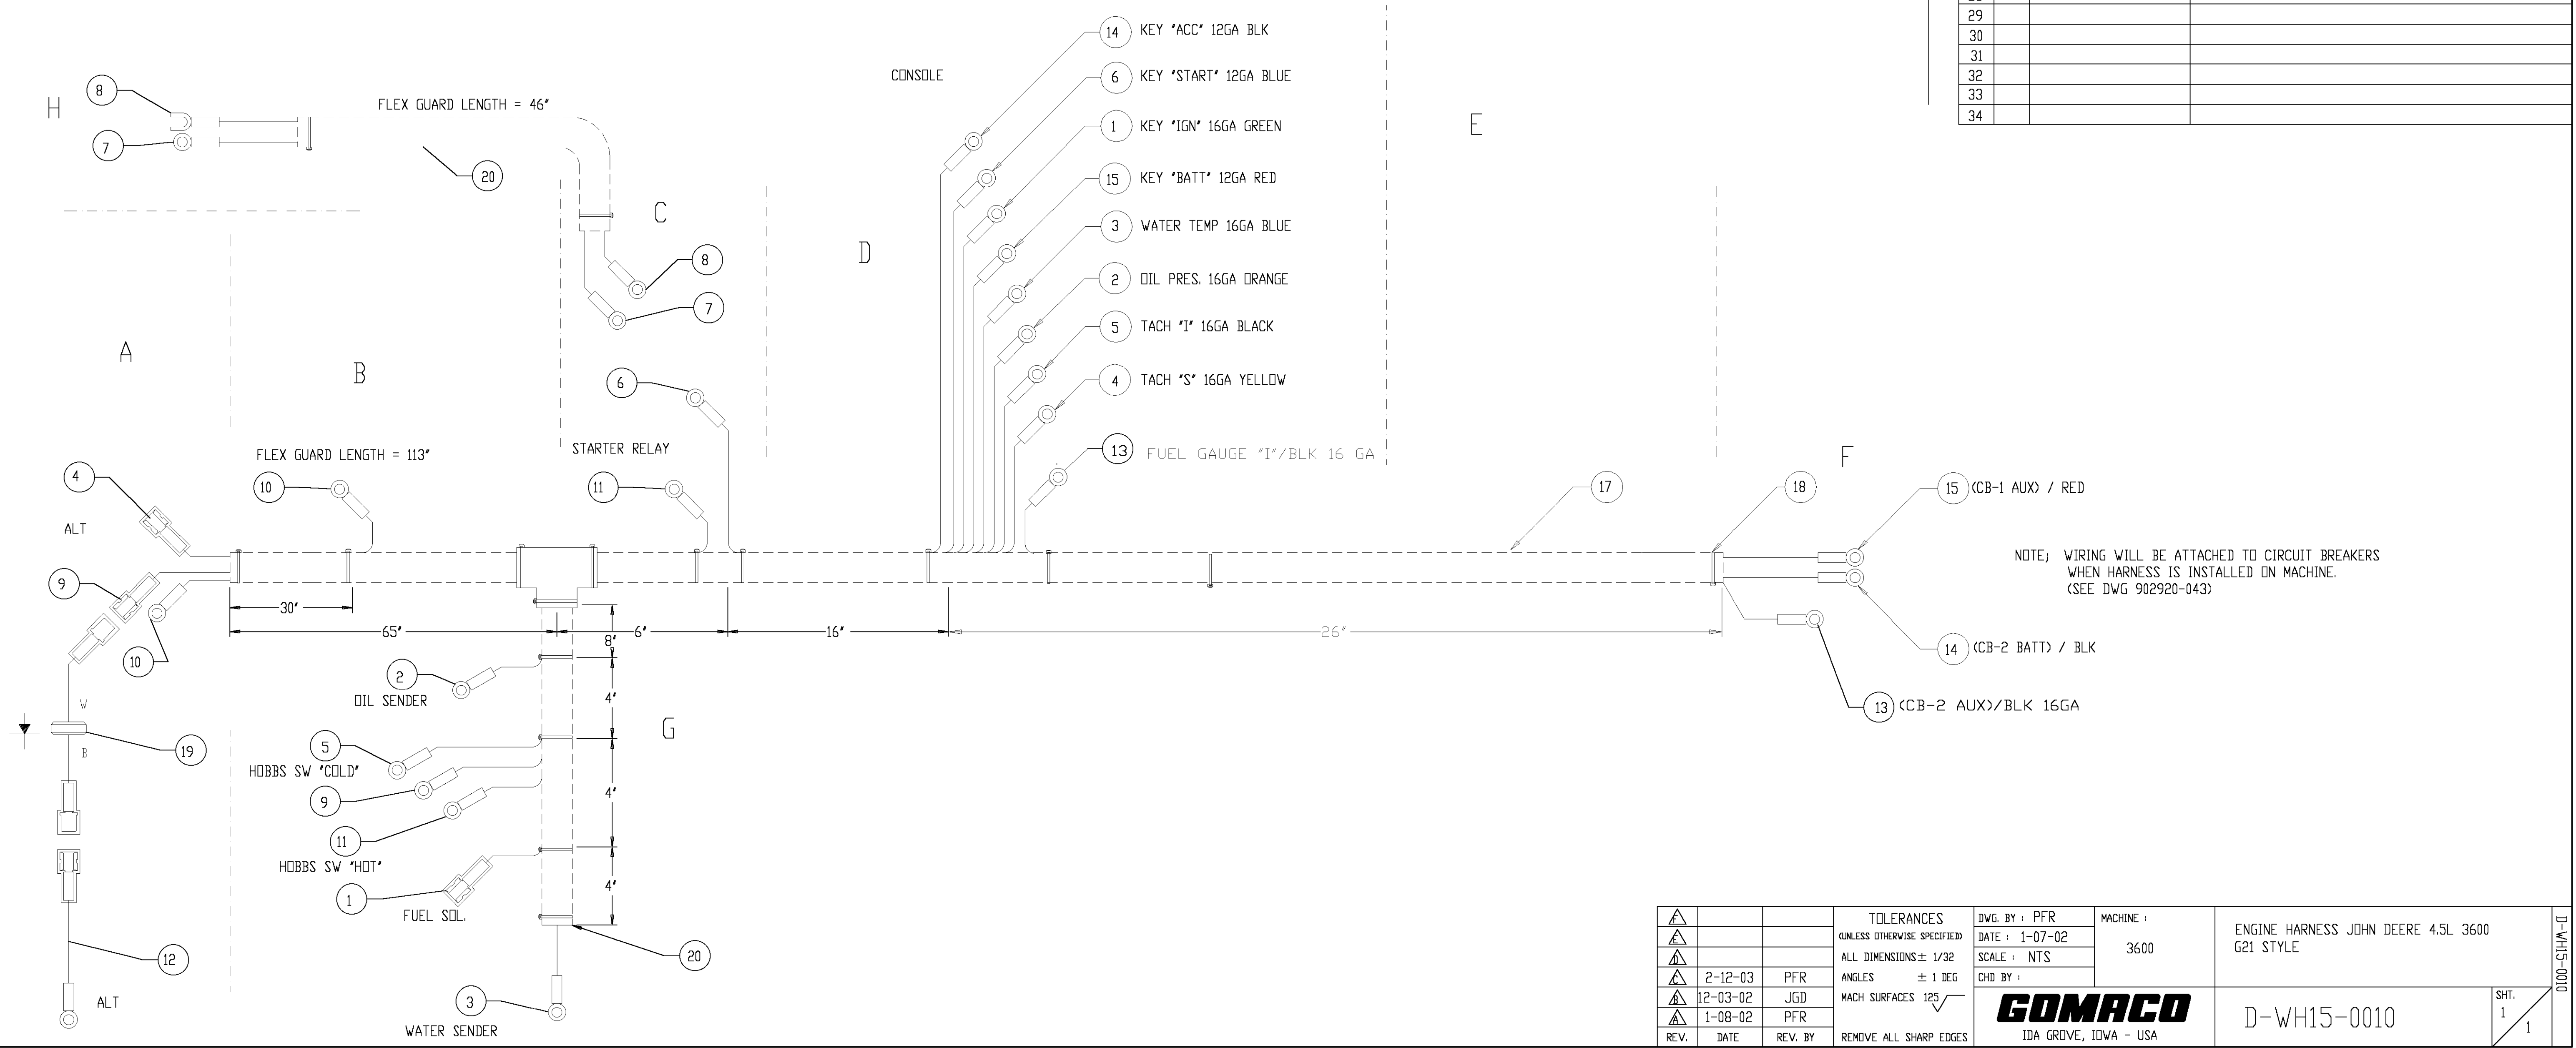 29
30
31
32
33
34
14 KEY "ACC" 12GA BLK
6 KEY "START" 12GA BLUE
1 KEY "IGN" 16GA GREEN
15 KEY "BATT" 12GA RED
3 WATER TEMP 16GA BLUE
2 OIL PRES. 16GA ORANGE
5 TACH "I" 16GA BLACK
4 TACH "S" 16GA YELLOW
13 FUEL GAUGE "I"/BLK 16 GA
CONSOLE
H
8
7
FLEX GUARD LENGTH = 46"
20
C
8
7
D
E
A
B
6
FLEX GUARD LENGTH = 113"
STARTER RELAY
4
ALT
10
11
17
18
F
15 (CB-1 AUX) / RED
NOTE; WIRING WILL BE ATTACHED TO CIRCUIT BREAKERS
WHEN HARNESS IS INSTALLED ON MACHINE.
(SEE DWG 902920-043)
9
10
30"
65"
6"
16"
26"
8"
14 (CB-2 BATT) / BLK
13 (CB-2 AUX)/BLK 16GA
2
OIL SENDER
4"
G
W
19
B
5
HOBBS SW "COLD"
9
4"
11
HOBBS SW "HOT"
4"
1
FUEL SOL.
12
20
ALT
3
WATER SENDER
F
E
D
C 2-12-03 PFR
B 12-03-02 JGD
A 1-08-02 PFR
REV. DATE REV. BY
TOLERANCES
(UNLESS OTHERWISE SPECIFIED)
ALL DIMENSIONS ± 1/32
ANGLES ± 1 DEG
MACH SURFACES 125
REMOVE ALL SHARP EDGES
DWG. BY : PFR
DATE : 1-07-02
SCALE : NTS
CHD BY :
MACHINE :
3600
ENGINE HARNESS JOHN DEERE 4.5L 3600
G21 STYLE
GOMACO
IDA GROVE, IOWA - USA
D-WH15-0010
SHT.
1
1
D-WH15-0010